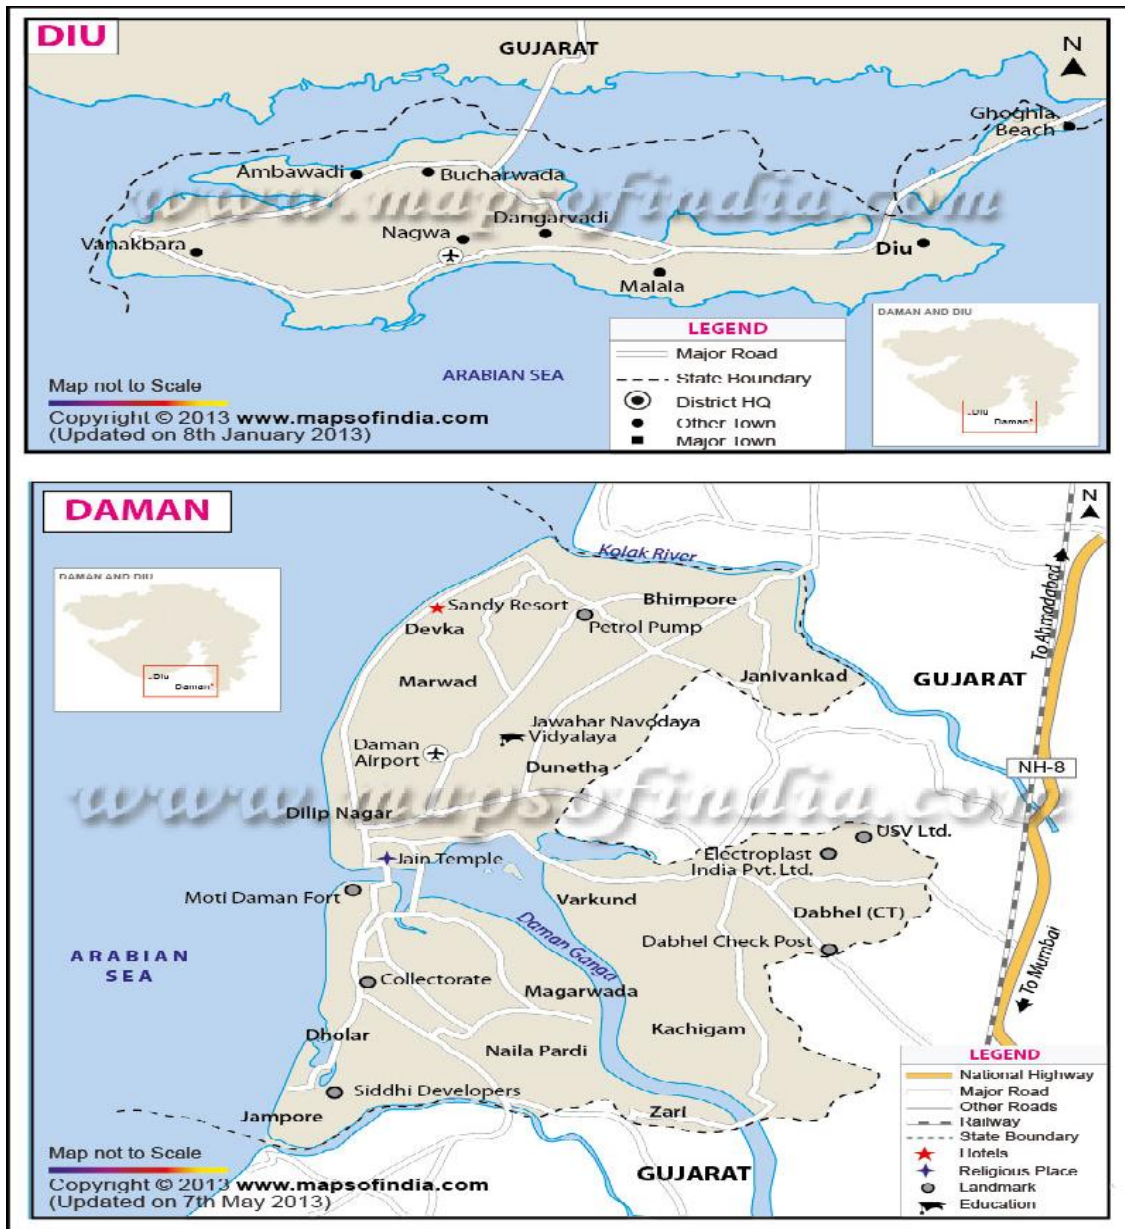 DIU
GUJARAT
N
Ghoghla
Beach
Ambawadi
Bucharwada
www.mapsofindia.com
Dangarvadi
Nagwa
Vanakbara
Diu
Malala
LEGEND
Major Road
State Boundary
District HQ
Other Town
Major Town
DAMAN AND DIU
Diu
Daman
ARABIAN SEA
Map not to Scale
Copyright © 2013 www.mapsofindia.com
(Updated on 8th January 2013)
DAMAN
N
DAMAN AND DIU
Diu
Daman
Kolak River
To Ahmadabad
Sandy Resort
Bhimpore
Devka
Petrol Pump
Marwad
Janivankad
GUJARAT
Jawahar Navodaya
Vidyalaya
Daman
Airport
Dunetha
NH-8
www.mapsofindia.com
Dilip Nagar
USV Ltd.
Jain Temple
Electroplast
India Pvt. Ltd.
Moti Daman Fort
Varkund
Dabhel (CT)
Daman Ganga
Dabhel Check Post
ARABIAN
SEA
To Mumbai
Collectorate
Magarwada
Dholar
Kachigam
Naila Pardi
Siddhi Developers
Jampore
Zari
GUJARAT
LEGEND
National Highway
Major Road
Other Roads
Railway
State Boundary
Hotels
Religious Place
Landmark
Education
Map not to Scale
Copyright © 2013 www.mapsofindia.com
(Updated on 7th May 2013)